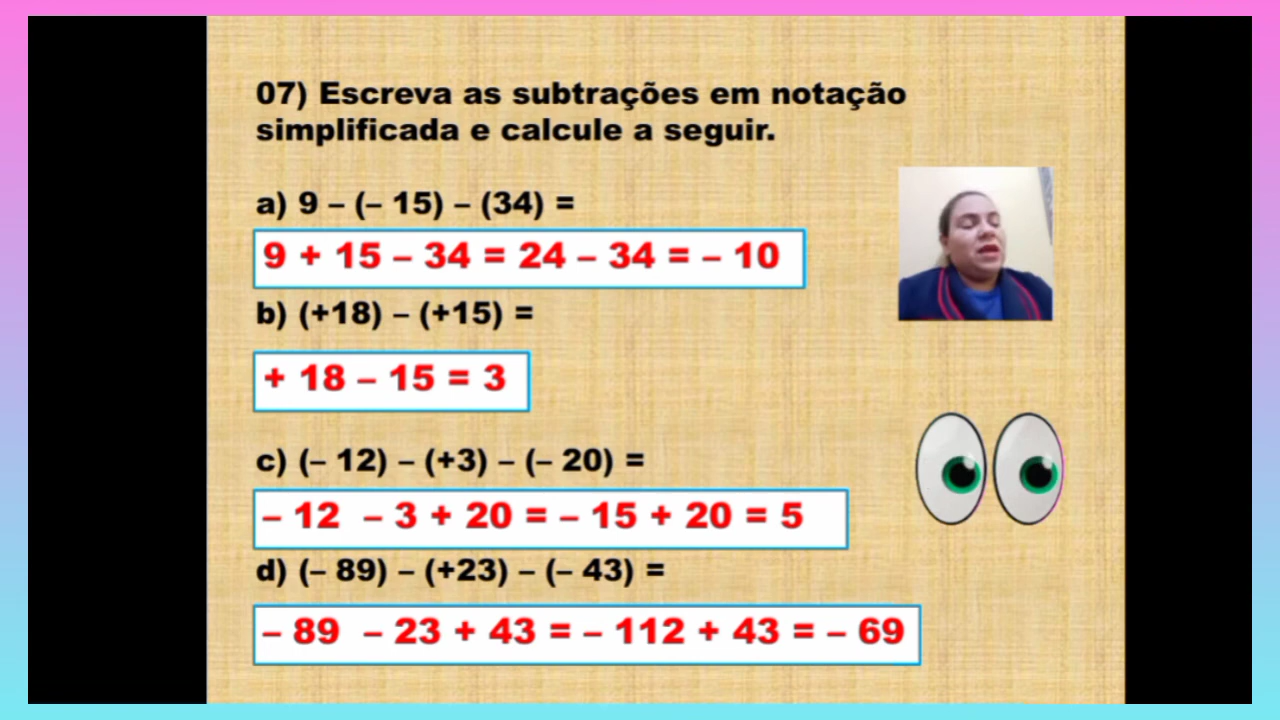 07) Escreva as subtrações em notação
simplificada e calcule a seguir.
a) 9 – (– 15) – (34) =
9 + 15 – 34 = 24 – 34 = – 10
b) (+18) – (+15) =
+ 18 – 15 = 3
c) (– 12) – (+3) – (– 20) =
– 12  – 3 + 20 = – 15 + 20 = 5
d) (– 89) – (+23) – (– 43) =
– 89  – 23 + 43 = – 112 + 43 = – 69